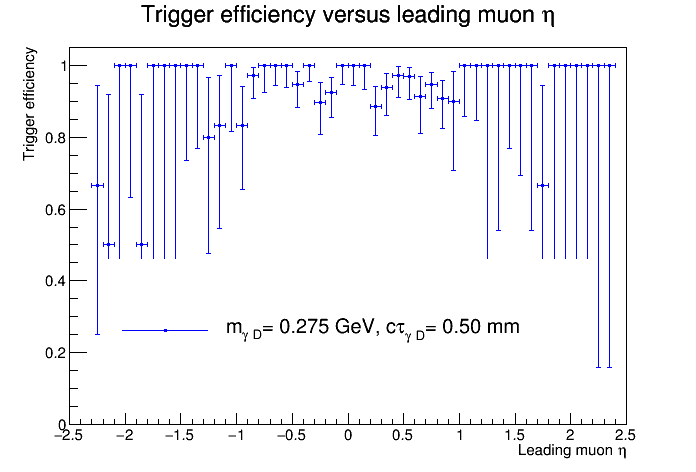 Trigger efficiency versus leading muon η
Trigger efficiency
1
0.8
0.6
0.4
0.2
0
m_γ D= 0.275 GeV, cτ_γ D= 0.50 mm
−2.5 −2 −1.5 −1 −0.5 0 0.5 1 1.5 2 2.5
Leading muon η